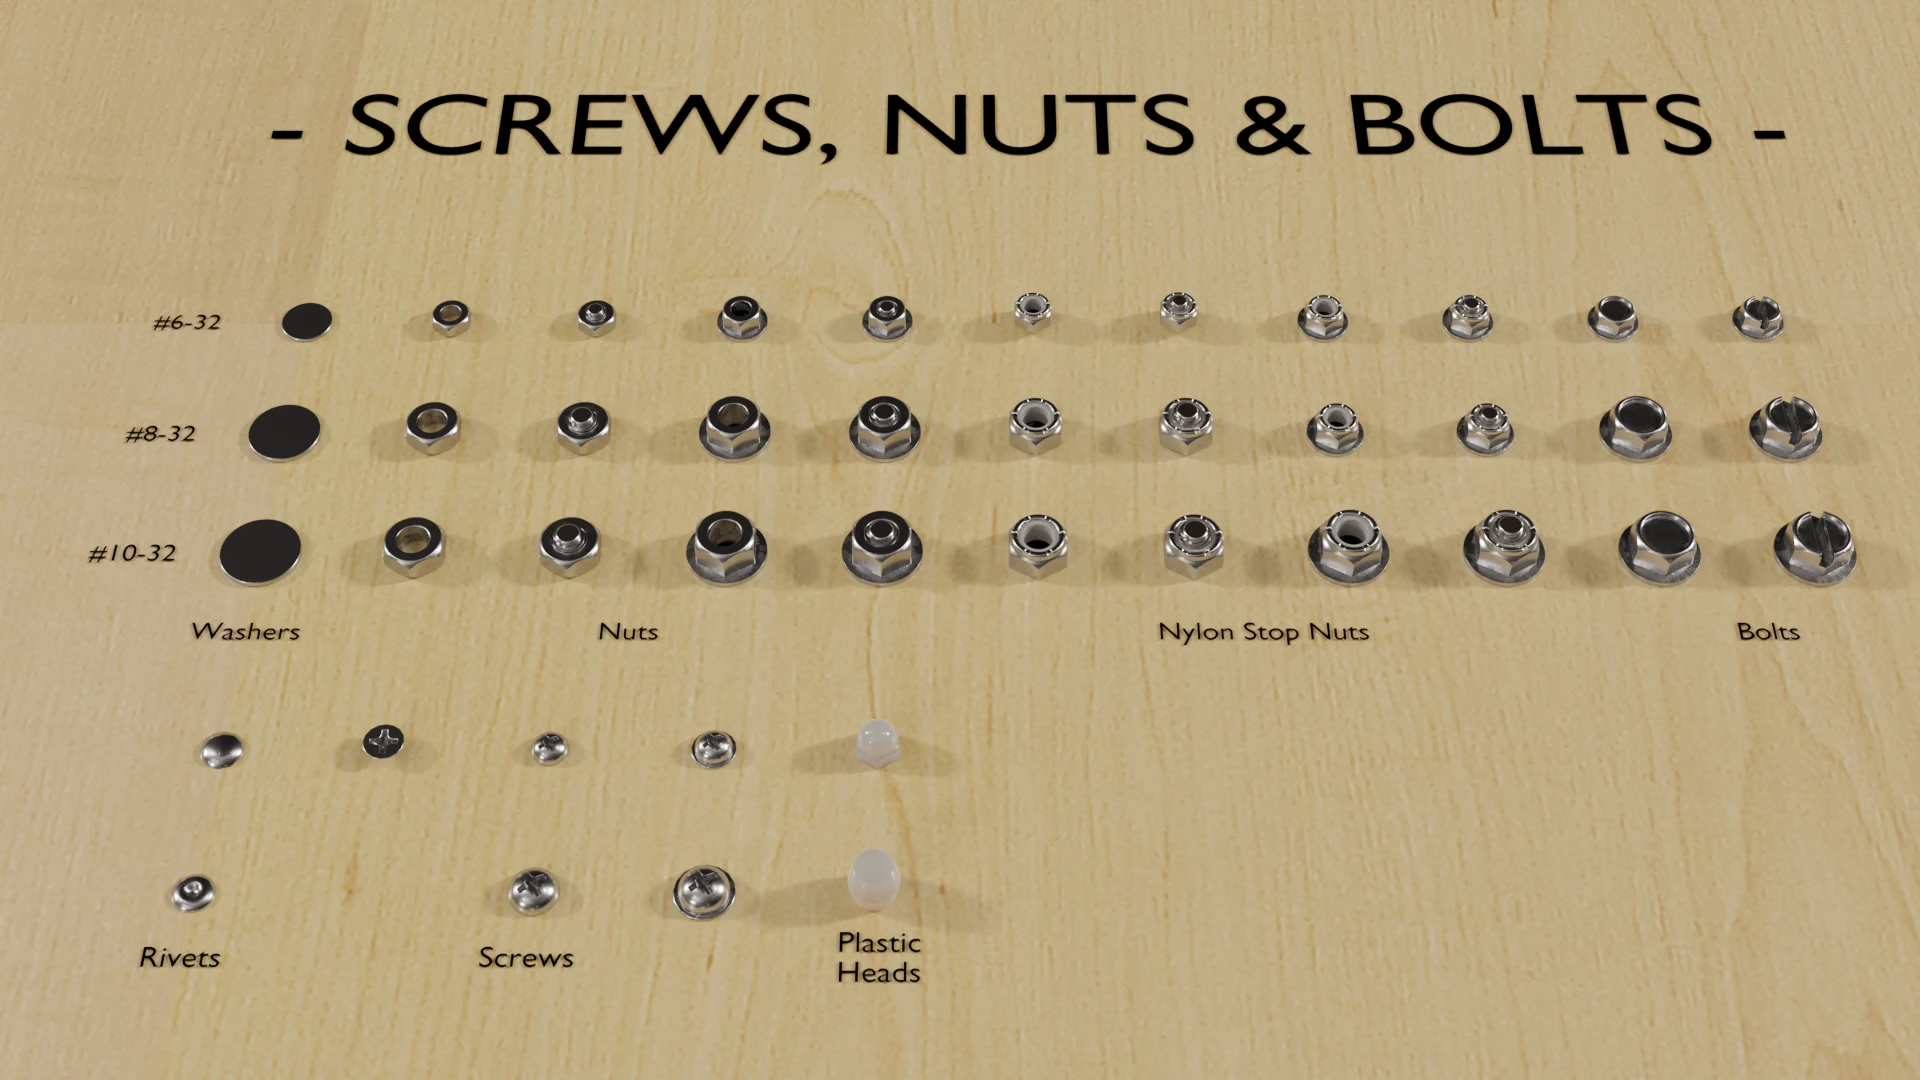 - SCREWS, NUTS & BOLTS -
#6-32
#8-32
#10-32
Washers
Nuts
Nylon Stop Nuts
Bolts
Rivets
Screws
Plastic
Heads